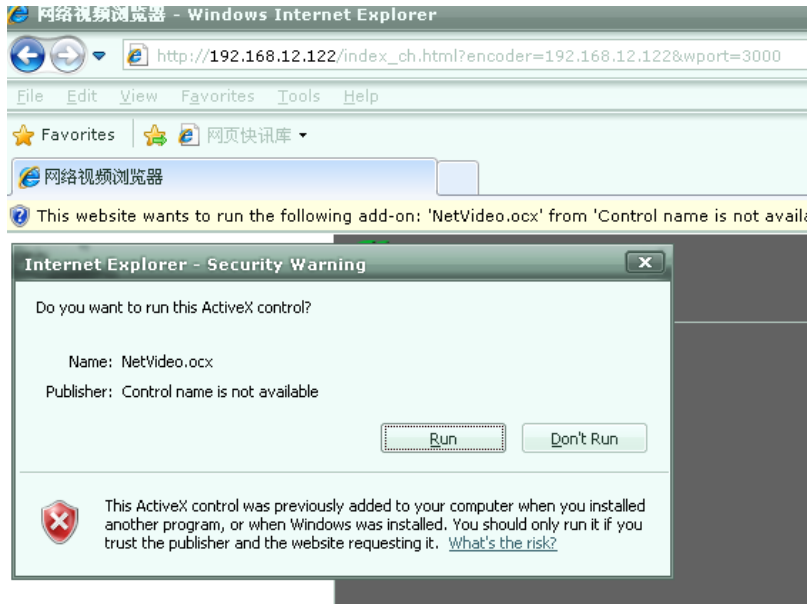 网络视频浏览器 - Windows Internet Explorer
http://192.168.12.122/index_ch.html?encoder=192.168.12.122&wport=3000
File Edit View Favorites Tools Help
Favorites 网页快讯库
网络视频浏览器
This website wants to run the following add-on: 'NetVideo.ocx' from 'Control name is not availa
Internet Explorer - Security Warning
Do you want to run this ActiveX control?
Name: NetVideo.ocx
Publisher: Control name is not available
Run Don't Run
This ActiveX control was previously added to your computer when you installed
another program, or when Windows was installed. You should only run it if you
trust the publisher and the website requesting it. What's the risk?